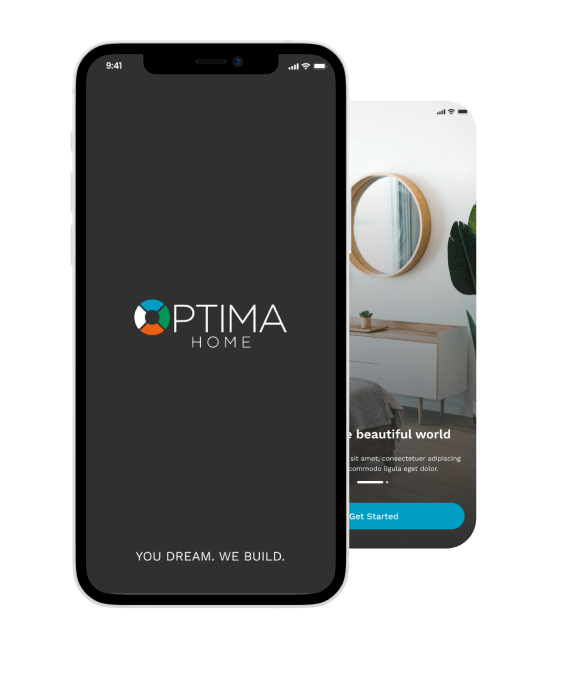 9:41
OPTIMA
HOME
YOU DREAM. WE BUILD.
beautiful world
sit amet, consectetuer adipiscing
commodo ligula eget dolor.
Get Started